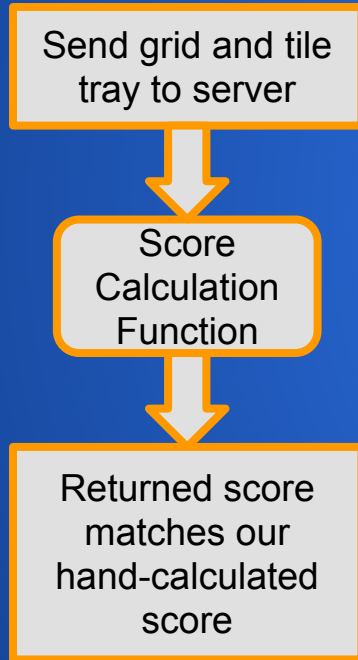 Send grid and tile
tray to server
Score
Calculation
Function
Returned score
matches our
hand-calculated
score